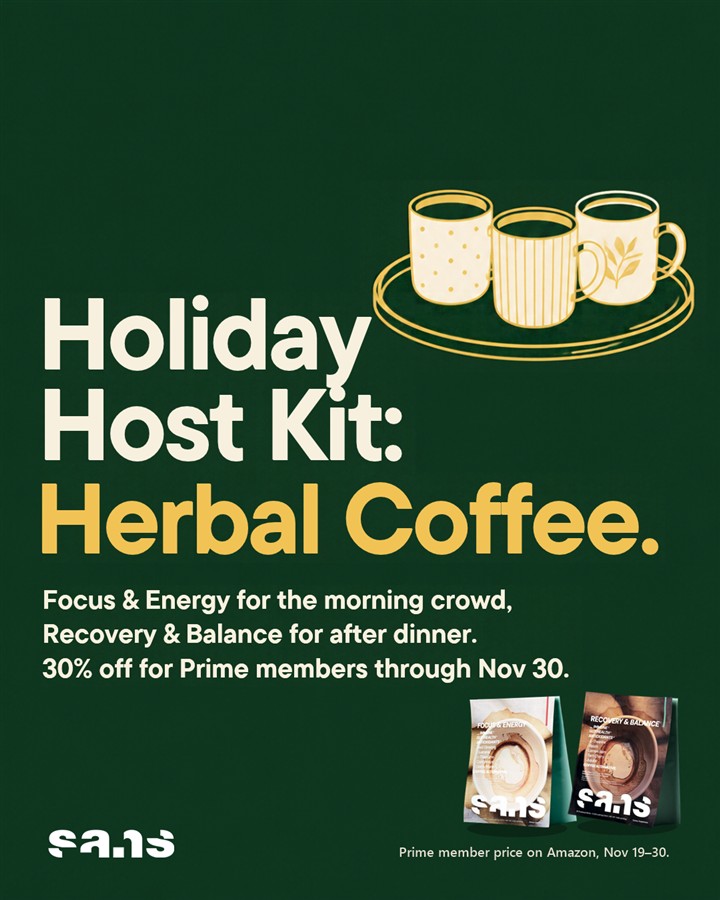 Holiday
Host Kit:
Herbal Coffee.
Focus & Energy for the morning crowd,
Recovery & Balance for after dinner.
30% off for Prime members through Nov 30.
FOCUS & ENERGY
sans
RECOVERY & BALANCE
sans
sans
Prime member price on Amazon, Nov 19–30.